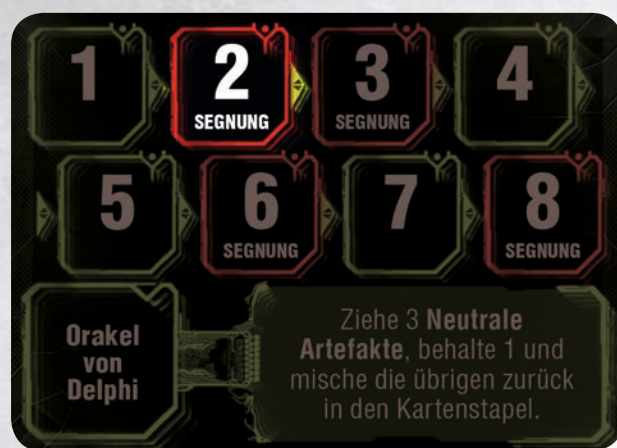 1 2 3 4
SEGNUNG SEGNUNG
5 6 7 8
SEGNUNG SEGNUNG
Orakel
von
Delphi
Ziehe 3 Neutrale
Artefakte, behalte 1 und
mische die übrigen zurück
in den Kartenstapel.